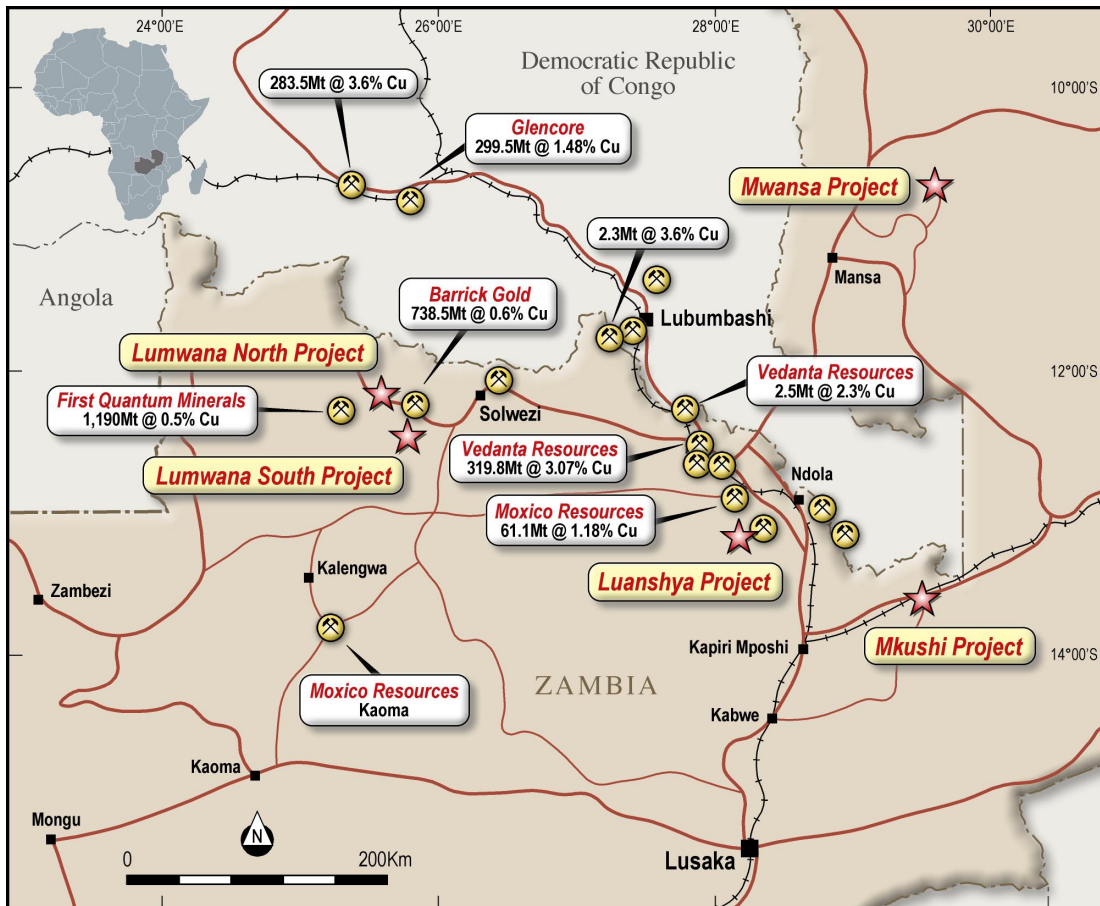 24°00'E
26°00'E
28°00'E
30°00'E
Democratic Republic
of Congo
10°00'S
283.5Mt @ 3.6% Cu
Glencore
299.5Mt @ 1.48% Cu
Mwansa Project
2.3Mt @ 3.6% Cu
Mansa
Angola
Barrick Gold
738.5Mt @ 0.6% Cu
Lubumbashi
Lumwana North Project
12°00'S
Vedanta Resources
2.5Mt @ 2.3% Cu
First Quantum Minerals
1,190Mt @ 0.5% Cu
Solwezi
Vedanta Resources
319.8Mt @ 3.07% Cu
Lumwana South Project
Ndola
Moxico Resources
61.1Mt @ 1.18% Cu
Kalengwa
Luanshya Project
Zambezi
Kapiri Mposhi
Mkushi Project
14°00'S
Moxico Resources
Kaoma
ZAMBIA
Kabwe
Kaoma
Mongu
N
0
200Km
Lusaka